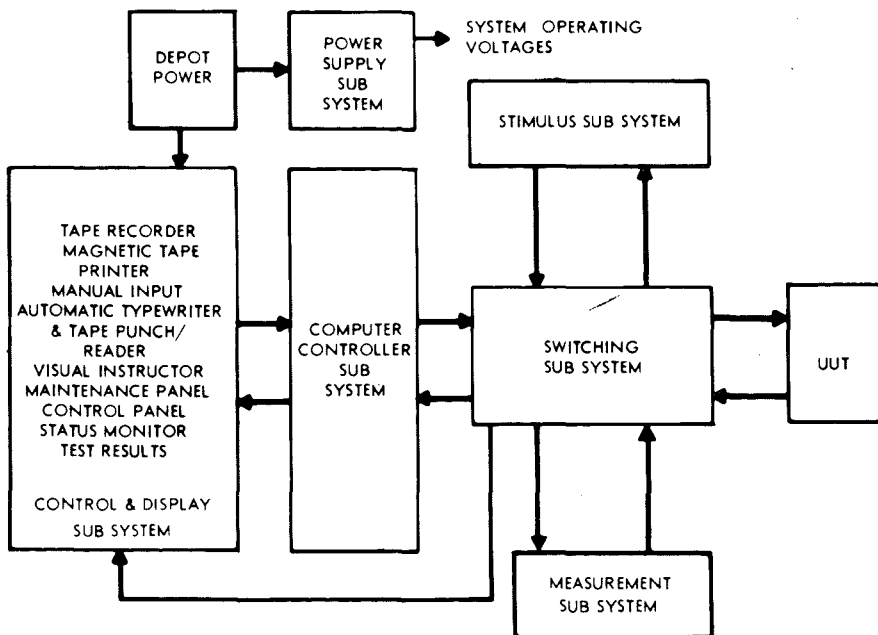 DEPOT
POWER
POWER
SUPPLY
SUB
SYSTEM
SYSTEM OPERATING
VOLTAGES
STIMULUS SUB SYSTEM
TAPE RECORDER
MAGNETIC TAPE
PRINTER
MANUAL INPUT
AUTOMATIC TYPEWRITER
& TAPE PUNCH/
READER
VISUAL INSTRUCTOR
MAINTENANCE PANEL
CONTROL PANEL
STATUS MONITOR
TEST RESULTS
CONTROL & DISPLAY
SUB SYSTEM
COMPUTER
CONTROLLER
SUB
SYSTEM
SWITCHING
SUB SYSTEM
UUT
MEASUREMENT
SUB SYSTEM